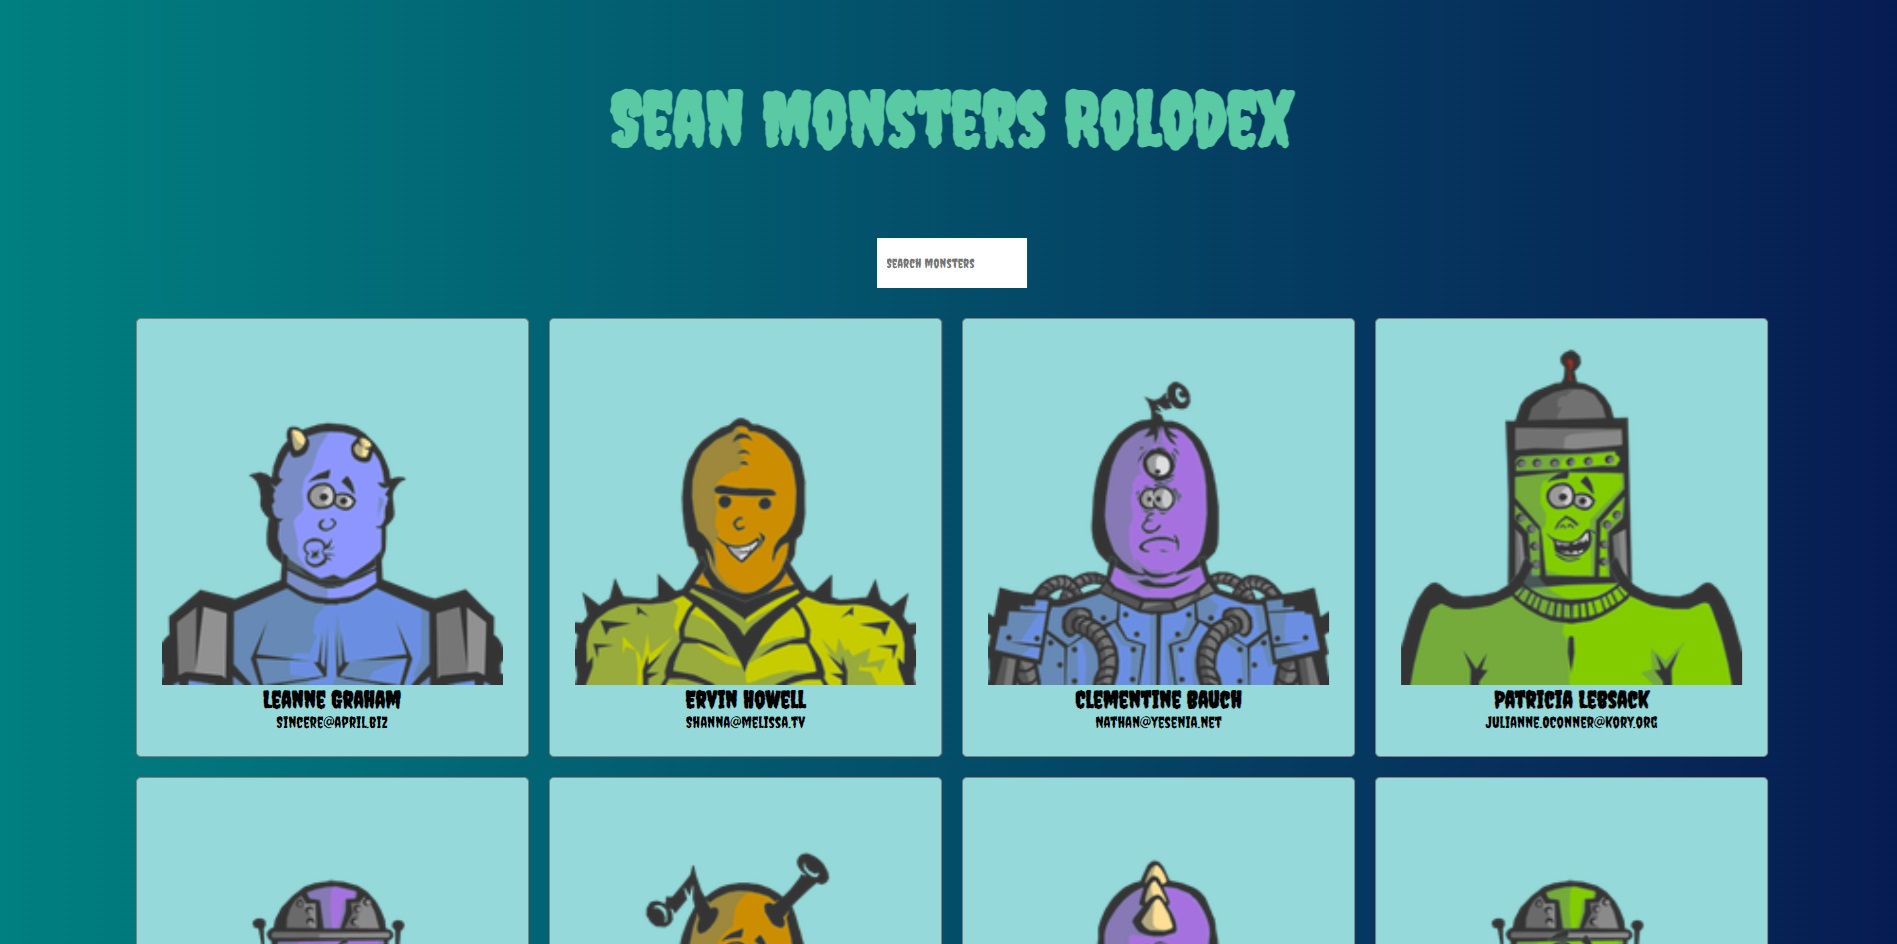 SEAN MONSTERS ROLODEX
SEARCH MONSTERS
LEANNE GRAHAM
SINCERE@APRIL.BIZ
ERVIN HOWELL
SHANNA@MELISSA.TV
CLEMENTINE BAUCH
NATHAN@YESENIA.NET
PATRICIA LEBSACK
JULIANNE.OCONNER@KORY.ORG